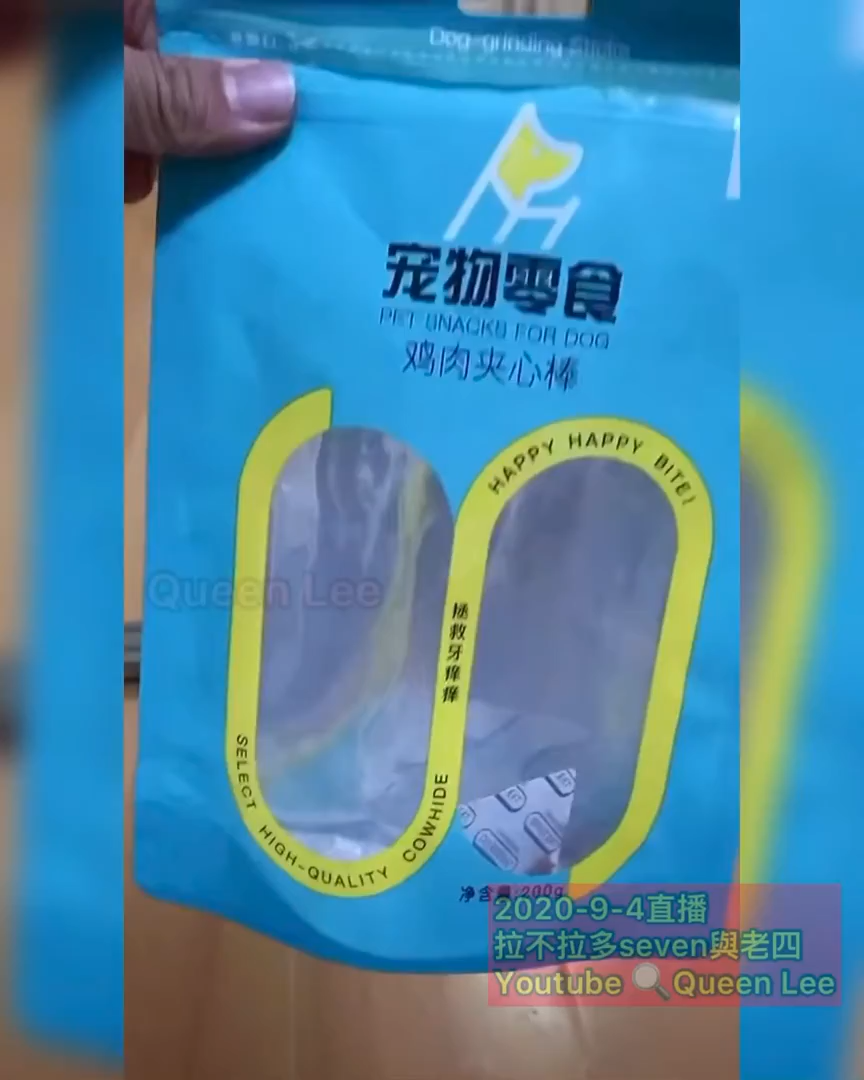 Dog-grinding Stick
宠物零食
PET SNACKS FOR DOG
鸡肉夹心棒
HAPPY HAPPY BITE!
Queen Lee
拯救牙痒痒
SELECT HIGH-QUALITY COWHIDE
净含量:200g
2020-9-4直播
拉不拉多seven與老四
Youtube 🔍Queen Lee